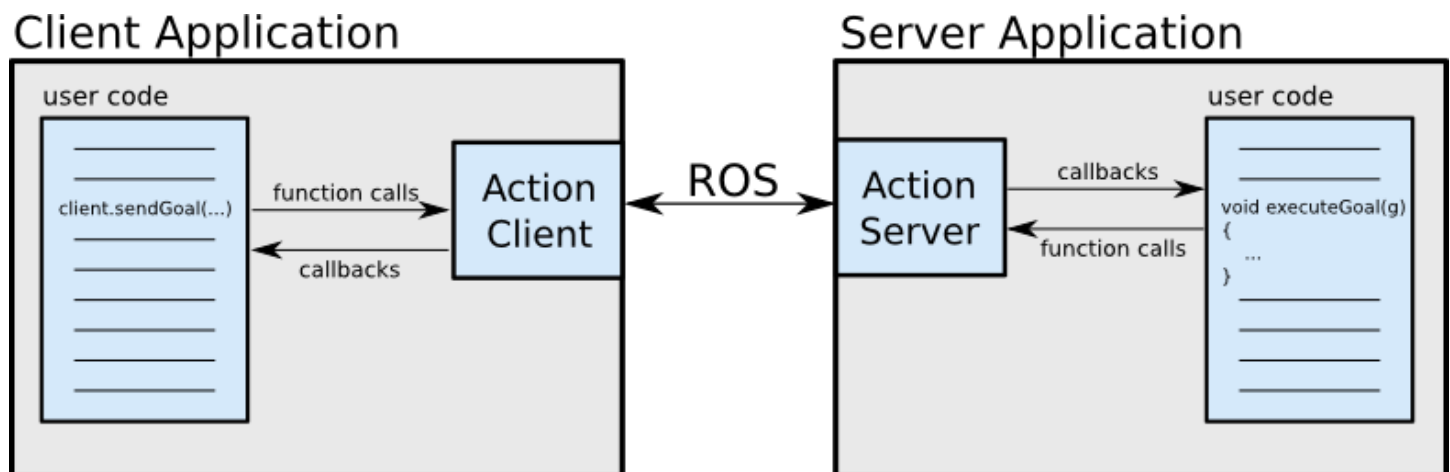 Client Application
user code
client.sendGoal(...)
function calls
callbacks
Action
Client
ROS
Server Application
Action
Server
callbacks
function calls
user code
void executeGoal(g)
{
...
}